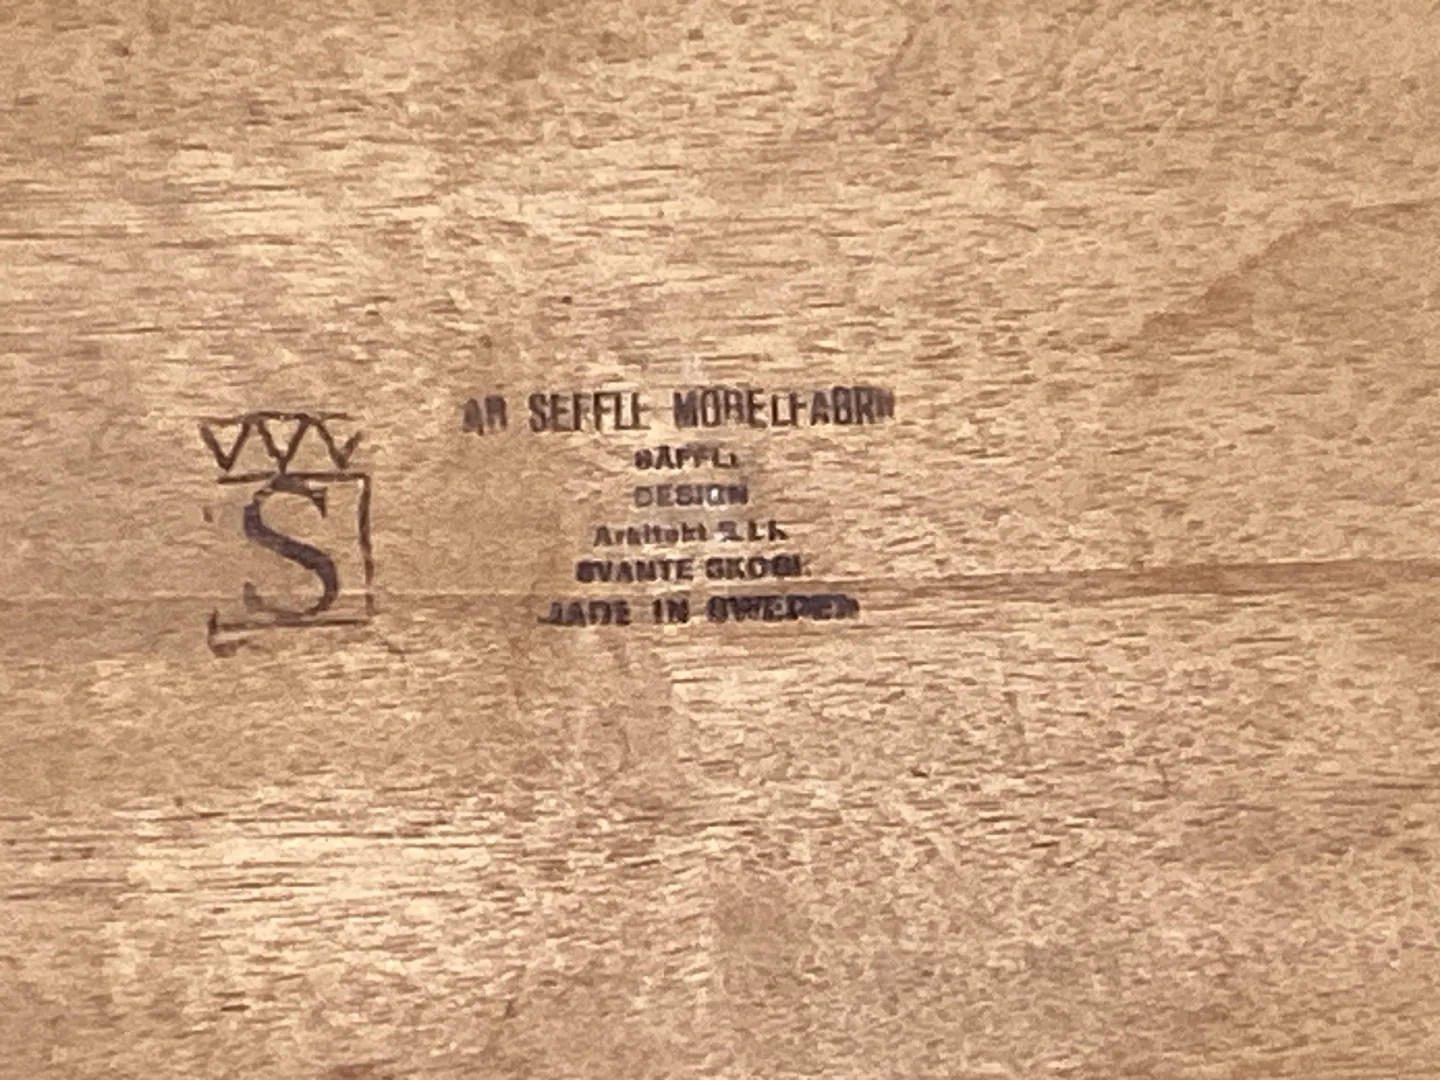 S
AB SEFFLE MÖBELFABRIK
SÄFFLE
DESIGN
Arkitekt S.I.R.
SVANTE SKOGH
MADE IN SWEDEN